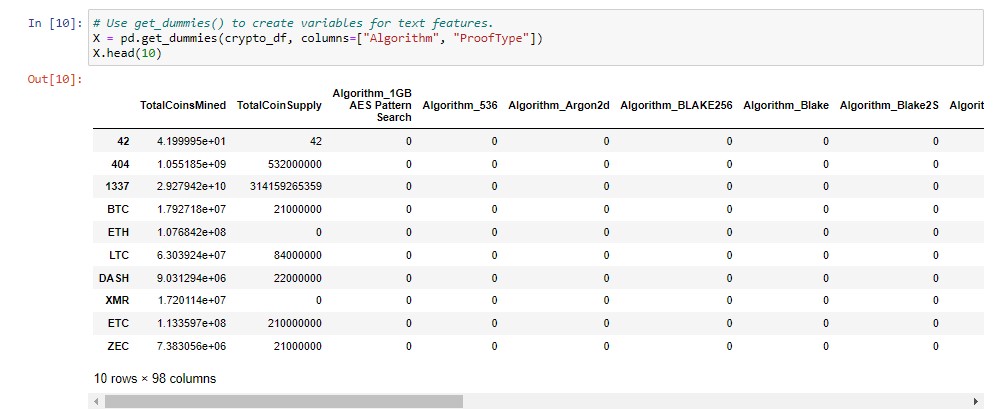 In [10]: # Use get_dummies() to create variables for text features.
X = pd.get_dummies(crypto_df, columns=["Algorithm", "ProofType"])
X.head(10)
Out[10]:
TotalCoinsMined TotalCoinSupply Algorithm_1GB AES Pattern Search Algorithm_536 Algorithm_Argon2d Algorithm_BLAKE256 Algorithm_Blake Algorithm_Blake2S Algorit
42 4.199995e+01 42 0 0 0 0 0 0
404 1.055185e+09 532000000 0 0 0 0 0 0
1337 2.927942e+10 314159265359 0 0 0 0 0 0
BTC 1.792718e+07 21000000 0 0 0 0 0 0
ETH 1.076842e+08 0 0 0 0 0 0 0
LTC 6.303924e+07 84000000 0 0 0 0 0 0
DASH 9.031294e+06 22000000 0 0 0 0 0 0
XMR 1.720114e+07 0 0 0 0 0 0 0
ETC 1.133597e+08 210000000 0 0 0 0 0 0
ZEC 7.383056e+06 21000000 0 0 0 0 0 0
10 rows × 98 columns